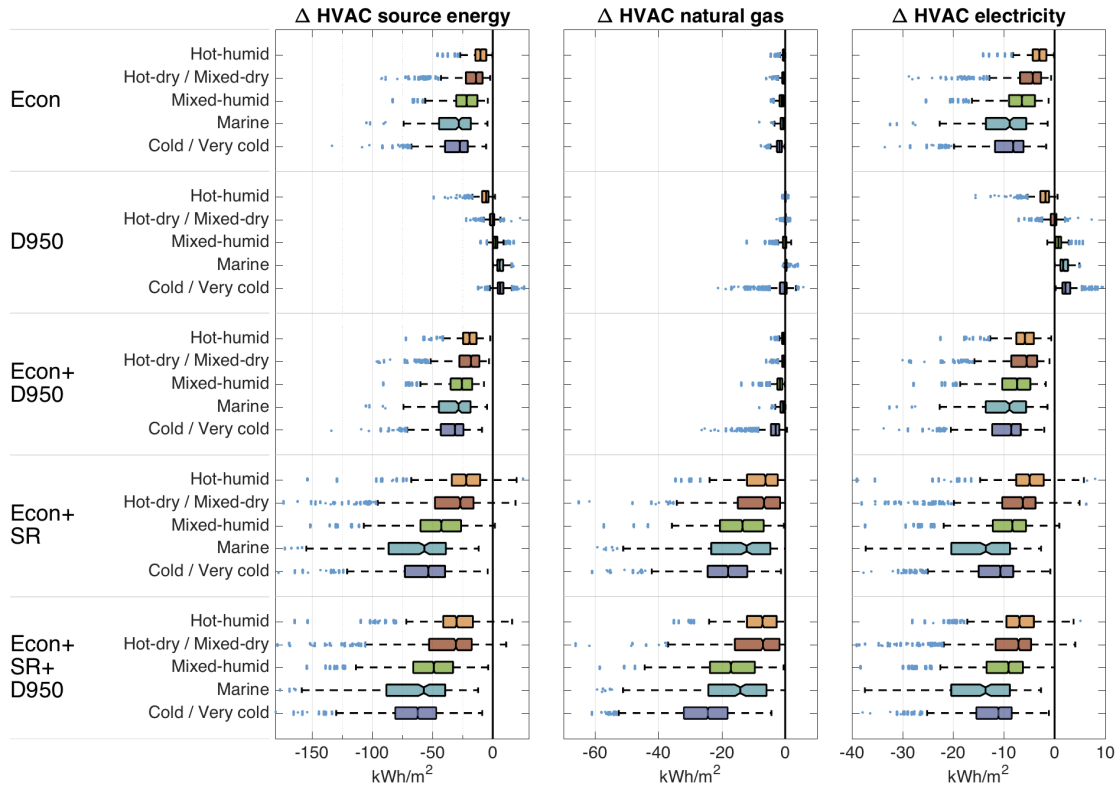 Δ HVAC source energy Δ HVAC natural gas Δ HVAC electricity
Econ
Hot-humid
Hot-dry / Mixed-dry
Mixed-humid
Marine
Cold / Very cold
D950
Hot-humid
Hot-dry / Mixed-dry
Mixed-humid
Marine
Cold / Very cold
Econ+
D950
Hot-humid
Hot-dry / Mixed-dry
Mixed-humid
Marine
Cold / Very cold
Econ+
SR
Hot-humid
Hot-dry / Mixed-dry
Mixed-humid
Marine
Cold / Very cold
Econ+
SR+
D950
Hot-humid
Hot-dry / Mixed-dry
Mixed-humid
Marine
Cold / Very cold
-150 -100 -50 0 -60 -40 -20 0 -40 -30 -20 -10 0 10
kWh/m² kWh/m² kWh/m²